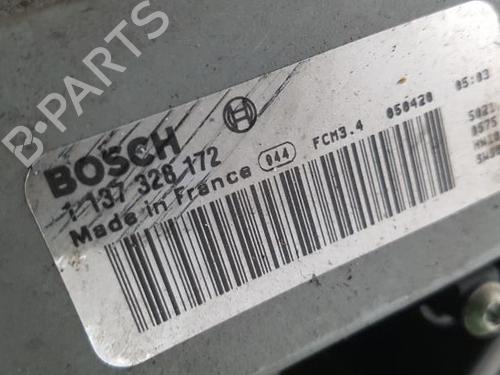 BOSCH
1 137 328 172
Made in France 044 FCM3.4 050420 05:03
B-PARTS